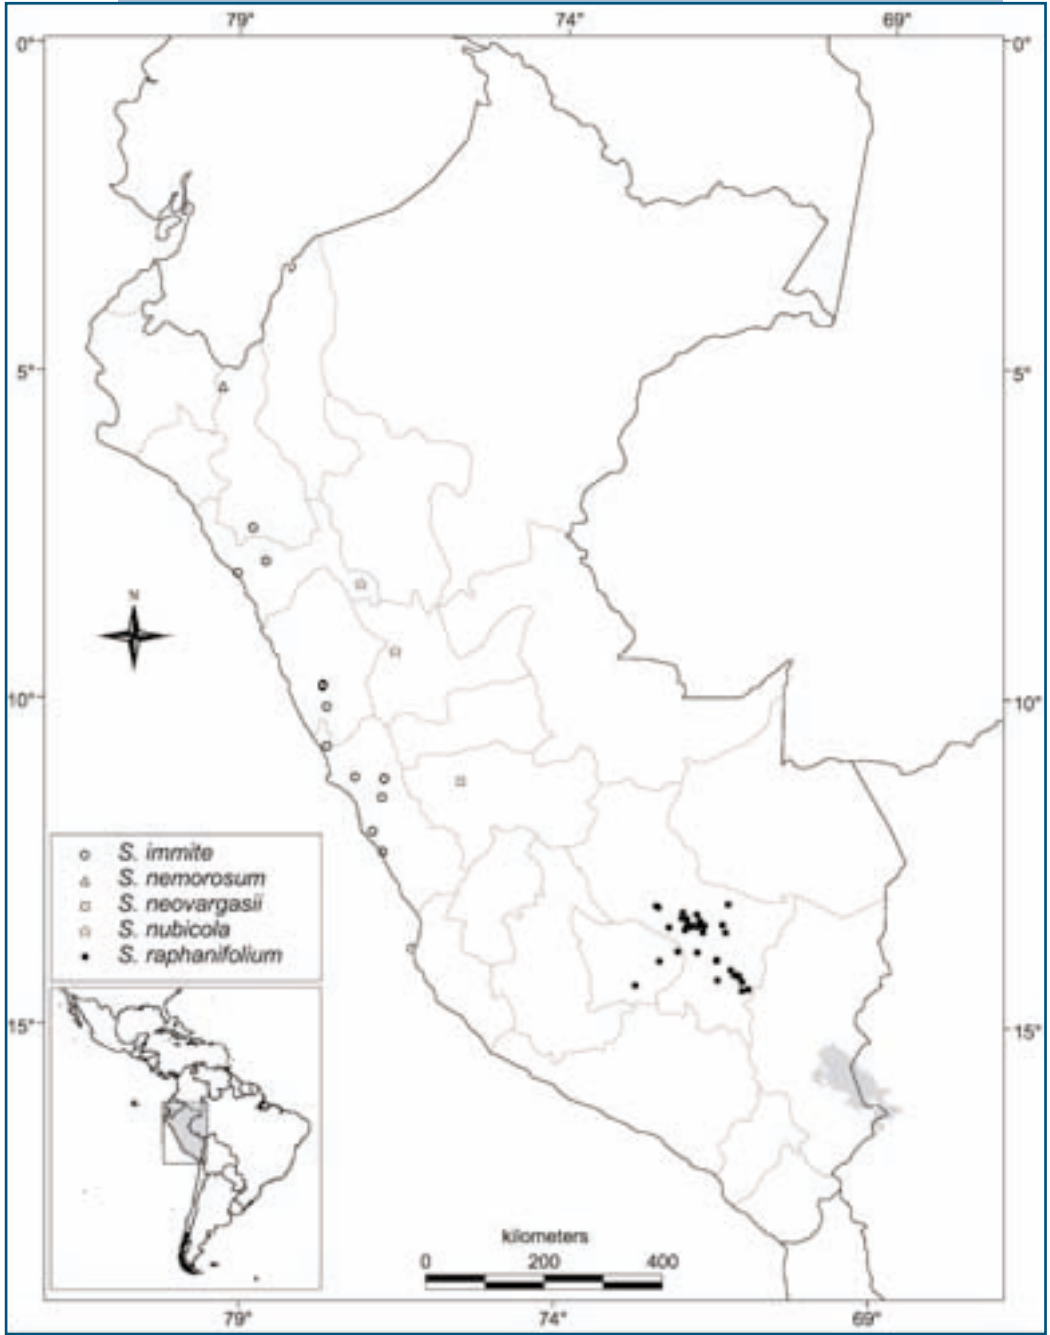 79° 74° 69°
0° 0°
5° 5°
N
10° 10°
S. immite
S. nemorosum
S. neovargasii
S. nubicola
S. raphanifolium
15° 15°
kilometers
0 200 400
79° 74° 69°